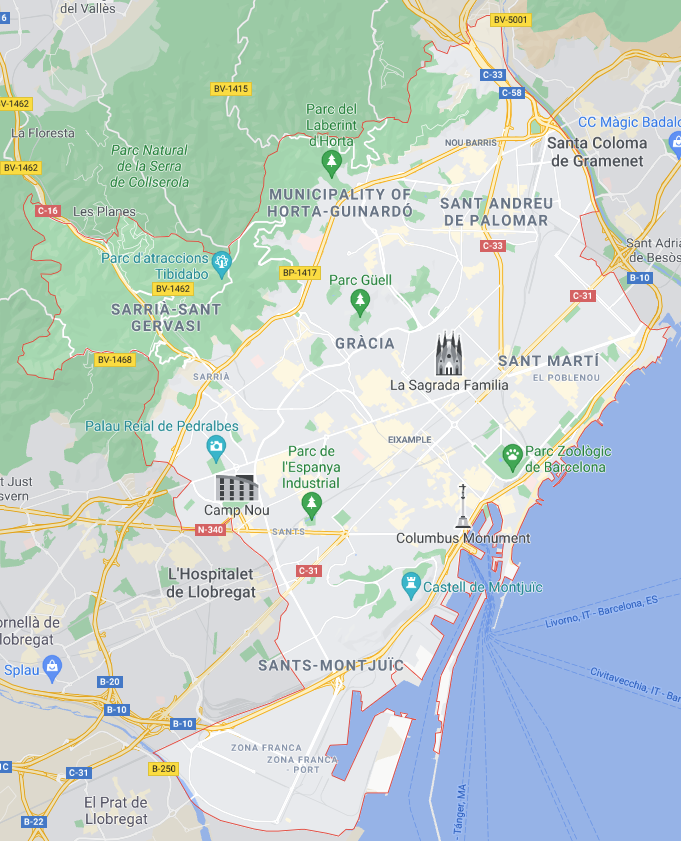 del Vallès
BV-5001
6
C-33
BV-1415
C-58
V-1462
Parc del
Laberint
d'Horta
CC Màgic Badalo
La Floresta
NOU BARRIS
Santa Coloma
de Gramenet
Parc Natural
de la Serra
de Collserola
BV-1462
MUNICIPALITY OF
HORTA-GUINARDÓ
SANT ANDREU
DE PALOMAR
C-16
Les Planes
C-33
Sant Adrià
de Besòs
Parc d'atraccions
Tibidabo
BP-1417
B-10
Parc Güell
BV-1462
C-31
SARRIÀ-SANT
GERVASI
GRÀCIA
BV-1468
SANT MARTÍ
SARRIÀ
EL POBLENOU
La Sagrada Familia
Palau Reial de Pedralbes
EIXAMPLE
Parc de
l'Espanya
Industrial
Parc Zoològic
de Barcelona
t Just
svern
Camp Nou
N-340
SANTS
Columbus Monument
C-31
L'Hospitalet
de Llobregat
Castell de Montjuïc
Livorno, IT - Barcelona, ES
ornellà de
lobregat
SANTS-MONTJUÏC
Splau
Civitavecchia, IT - Bar
B-20
B-10
B-10
ZONA FRANCA
ZONA FRANCA
- PORT
1C
C-31
B-250
El Prat de
Llobregat
- Tánger, MA
B-22